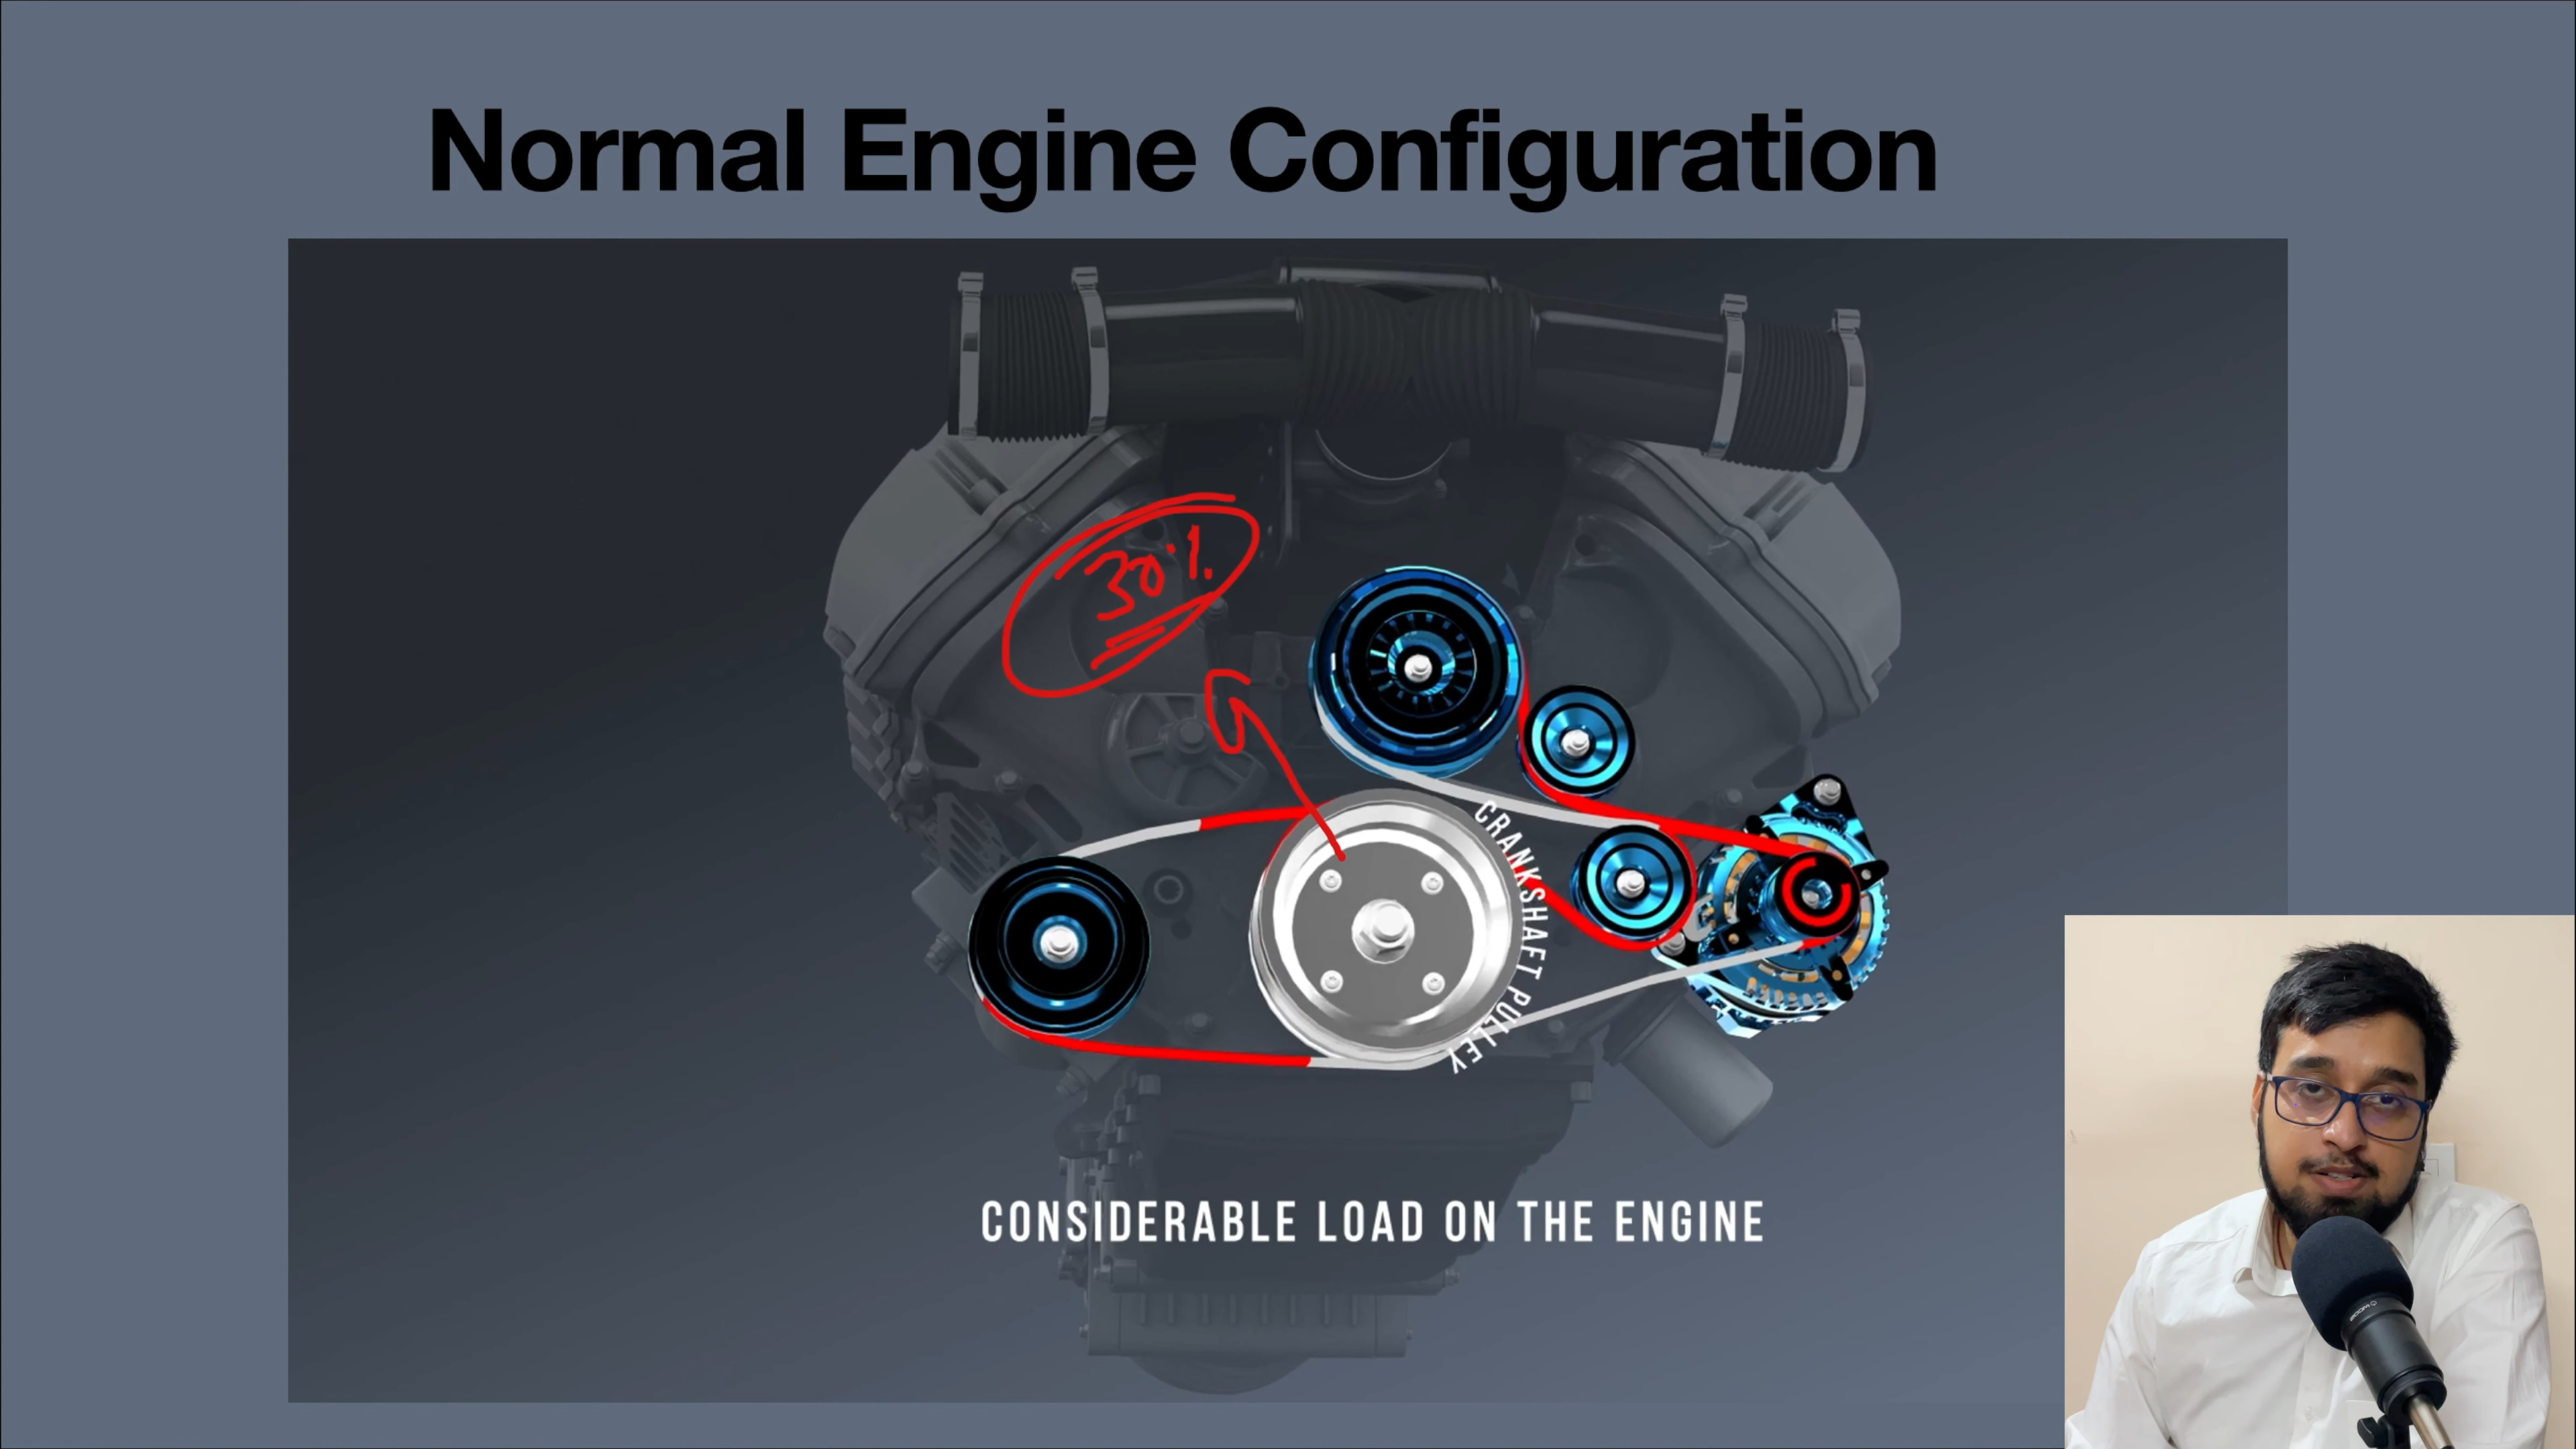 Normal Engine Configuration
30%
CRANKSHAFT PULLEY
CONSIDERABLE LOAD ON THE ENGINE